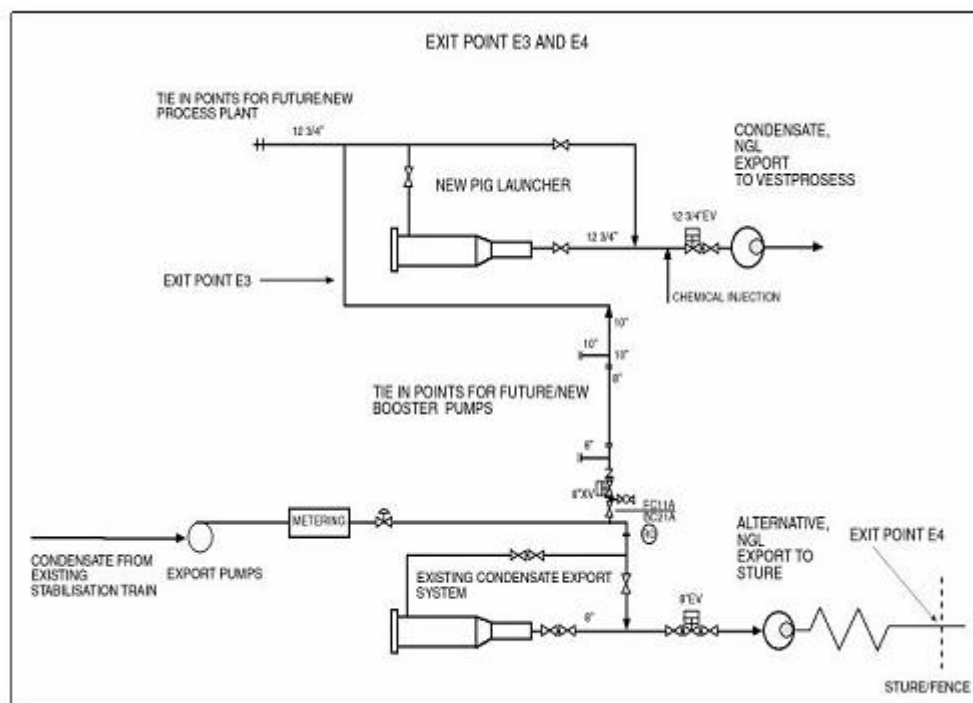 EXIT POINT E3 AND E4
TIE IN POINTS FOR FUTURE/NEW
PROCESS PLANT
12 3/4"
CONDENSATE,
NGL
EXPORT
TO VESTPROSESS
NEW PIG LAUNCHER
12 3/4"EV
12 3/4"
EXIT POINT E3
CHEMICAL INJECTION
10"
10"
10"
8"
TIE IN POINTS FOR FUTURE/NEW
BOOSTER PUMPS
8"
8"XV
METERING
CONDENSATE FROM
EXISTING
STABILISATION TRAIN
EXPORT PUMPS
EXISTING CONDENSATE EXPORT
SYSTEM
8"
8"EV
ALTERNATIVE,
NGL
EXPORT TO
STURE
EXIT POINT E4
STURE/FENCE